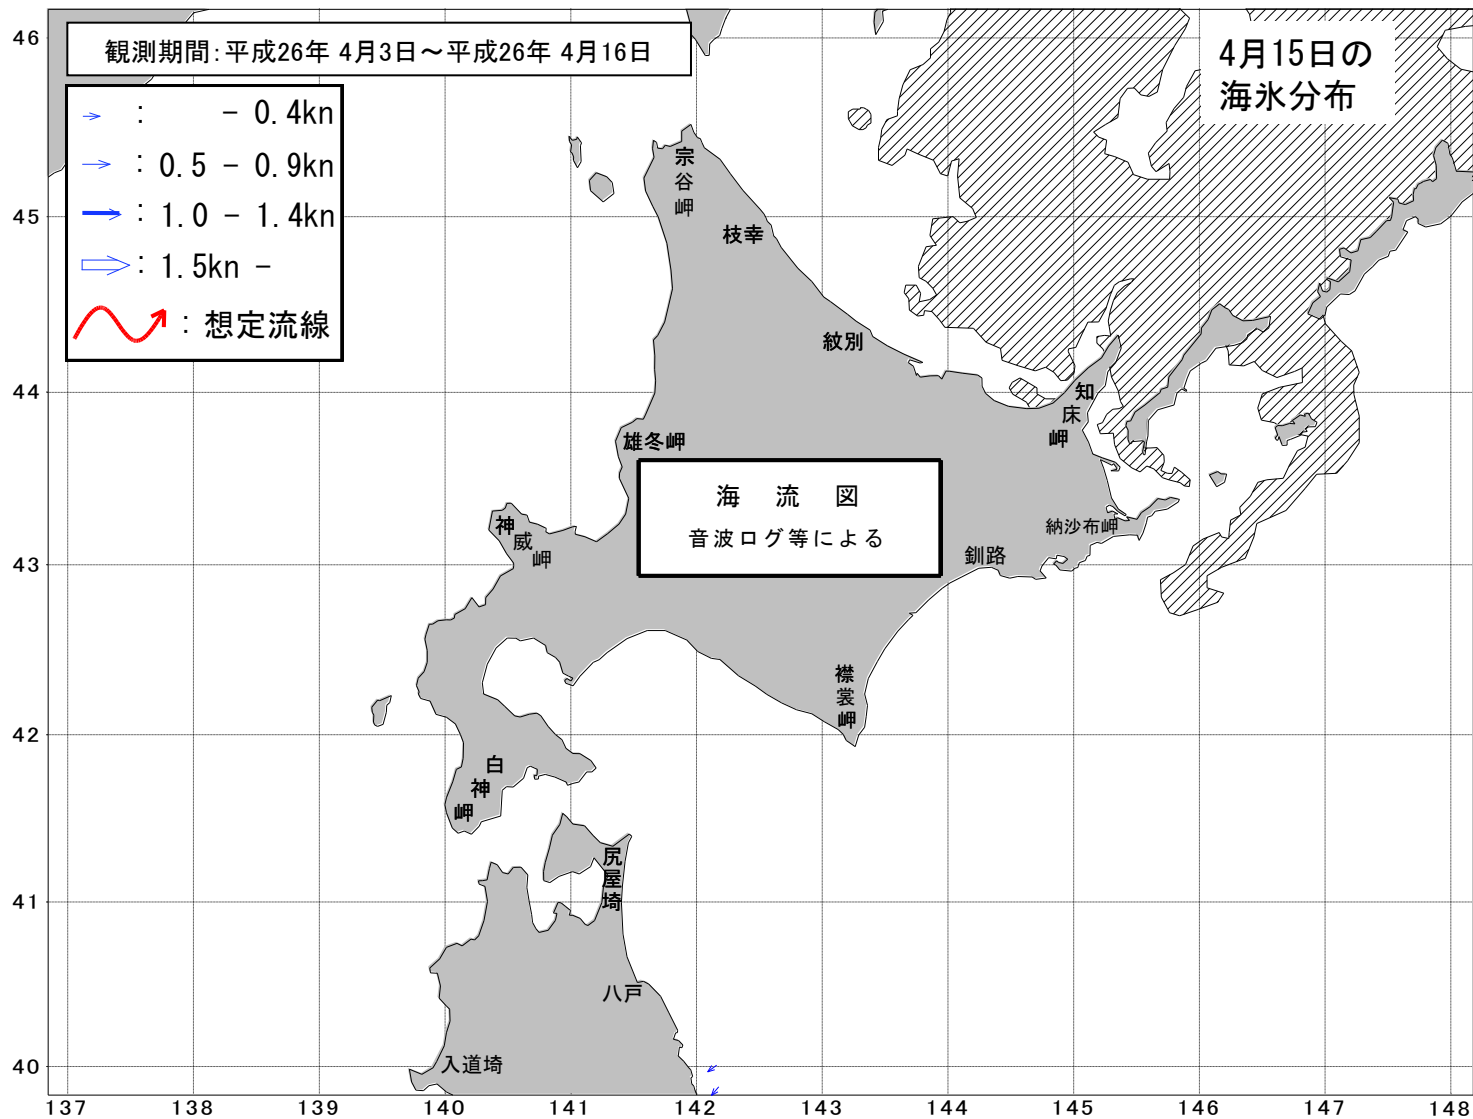 46
観測期間:平成26年 4月3日～平成26年 4月16日
4月15日の
海氷分布
: - 0.4kn
: 0.5 - 0.9kn
: 1.0 - 1.4kn
: 1.5kn -
: 想定流線
宗谷岬
45
枝幸
紋別
44
知床岬
雄冬岬
海 流 図
音波ログ等による
神威岬
納沙布岬
釧路
43
襟裳岬
42
白神岬
尻屋埼
41
八戸
40
入道埼
137 138 139 140 141 142 143 144 145 146 147 148